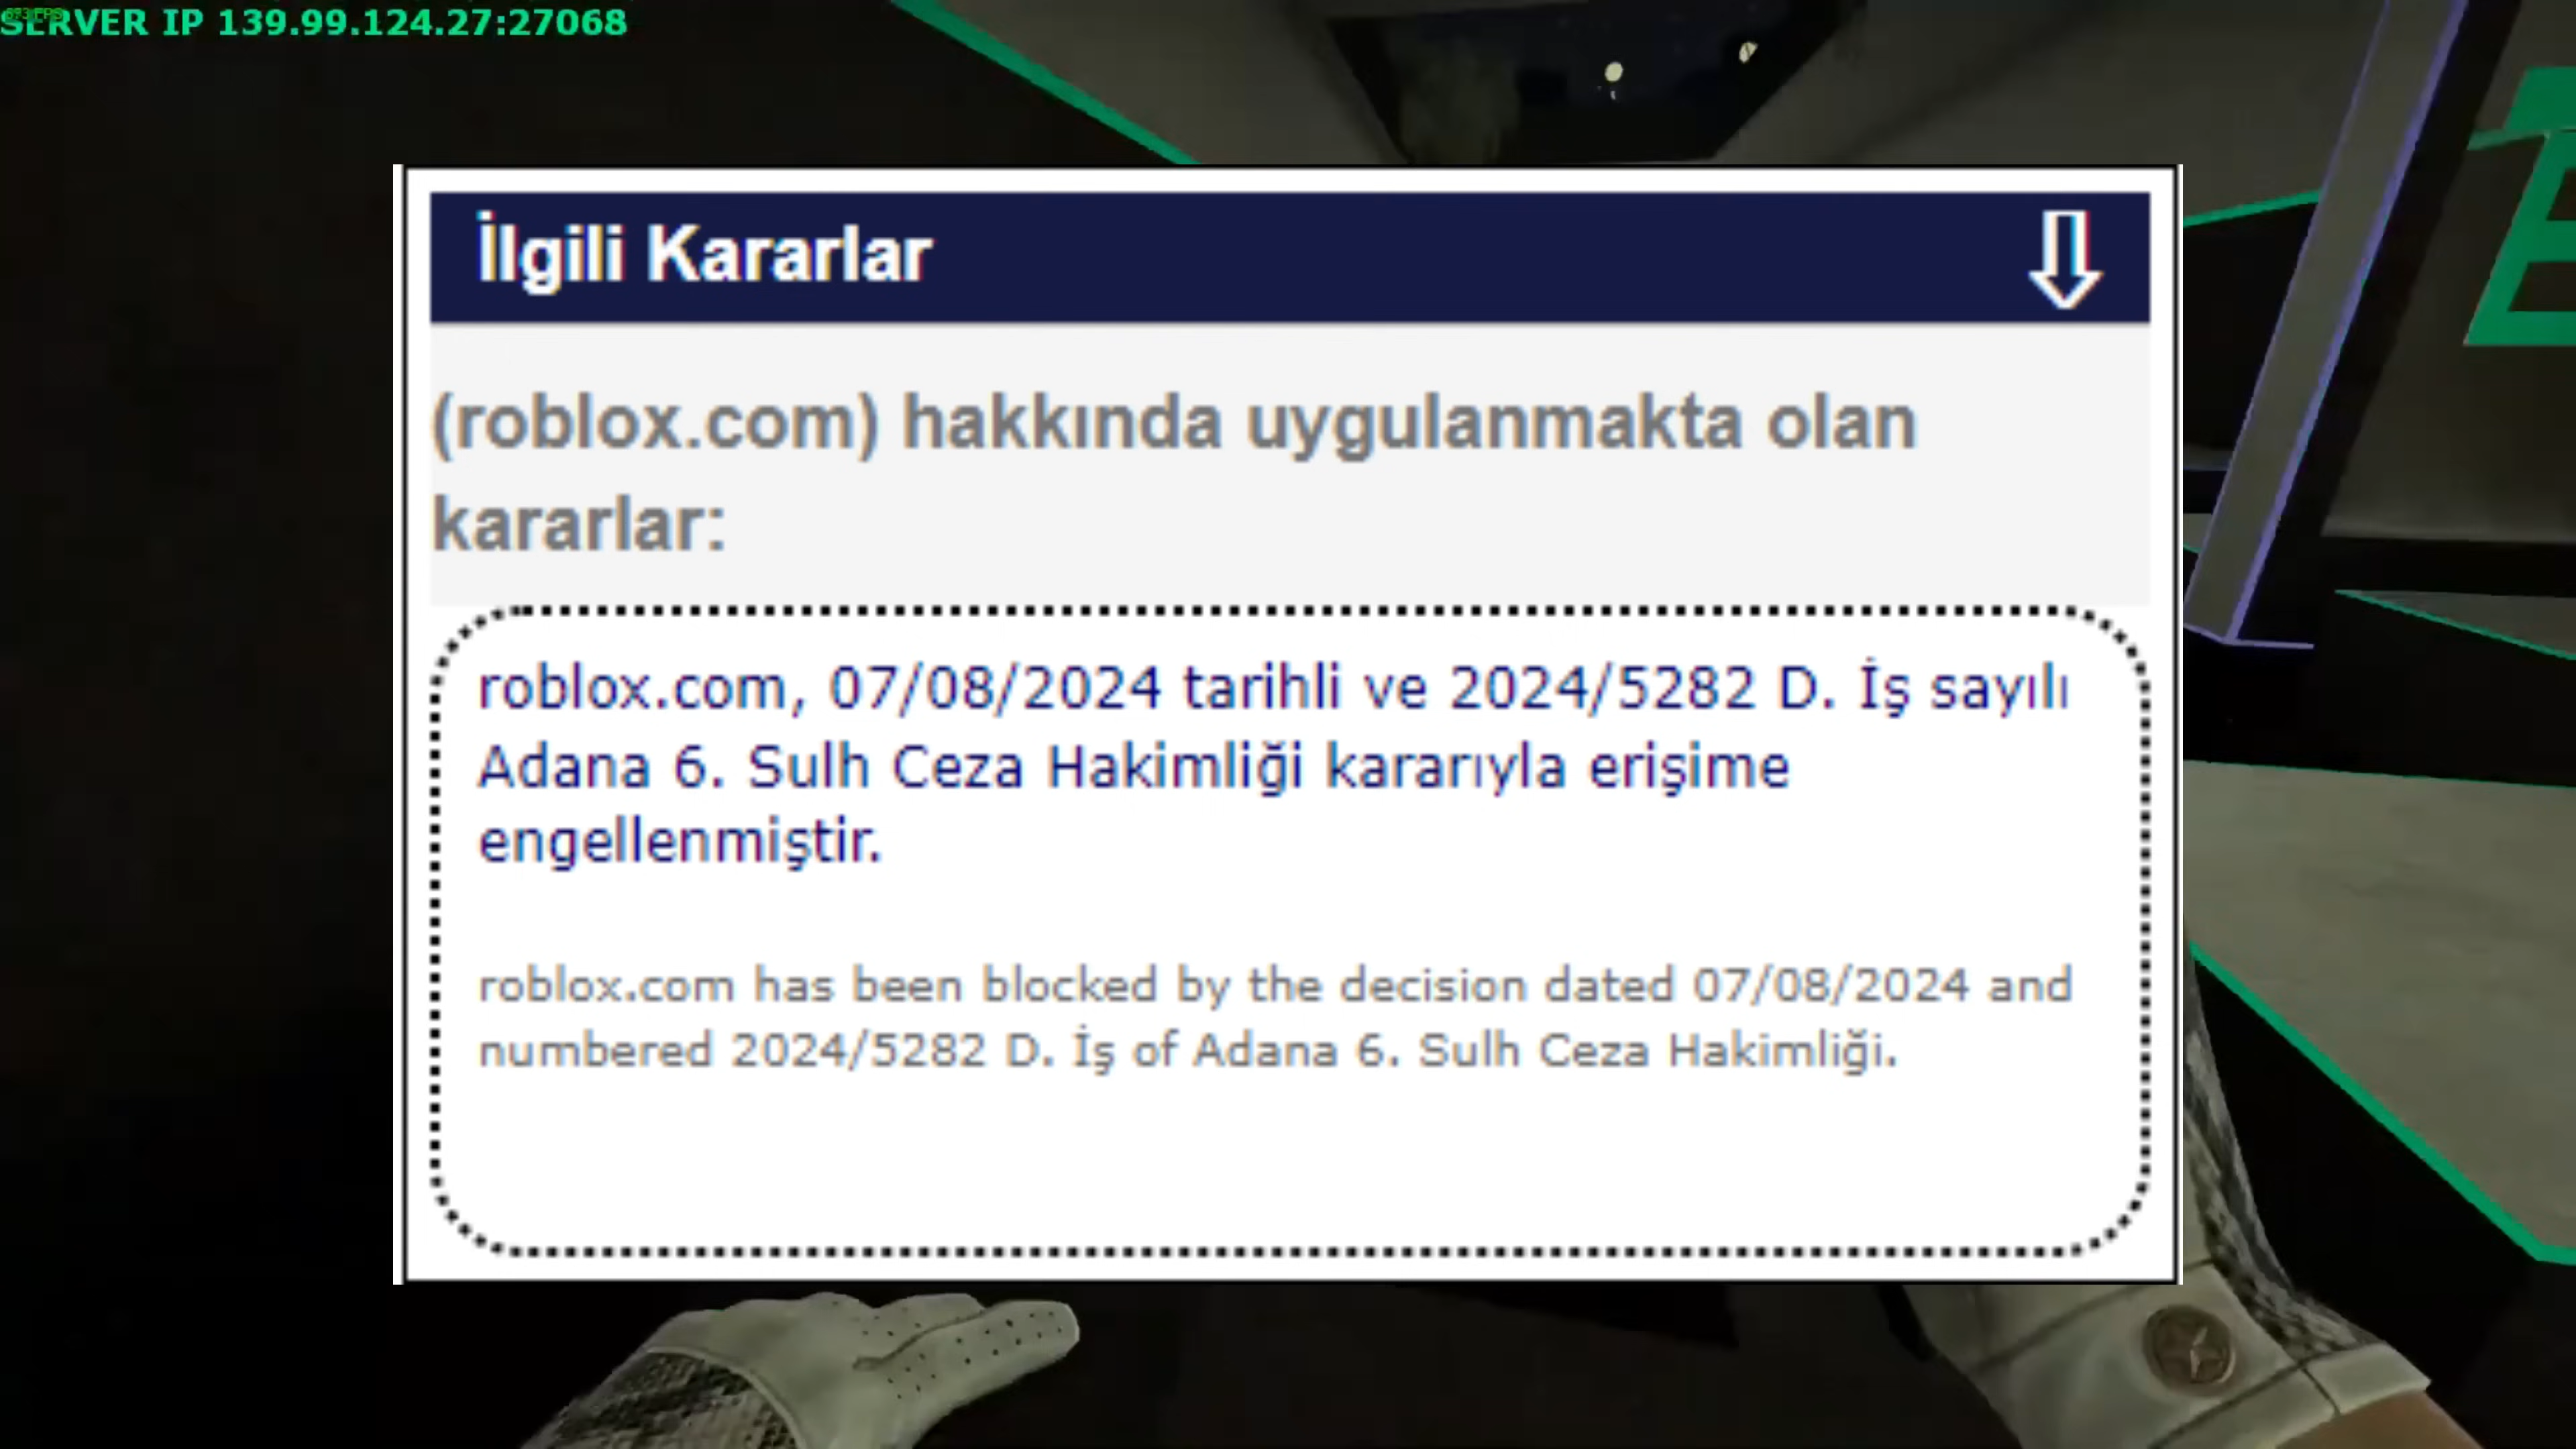 SERVER IP 139.99.124.27:27068
İlgili Kararlar
(roblox.com) hakkında uygulanmakta olan
kararlar:
roblox.com, 07/08/2024 tarihli ve 2024/5282 D. İş sayılı
Adana 6. Sulh Ceza Hakimliği kararıyla erişime
engellenmiştir.
roblox.com has been blocked by the decision dated 07/08/2024 and
numbered 2024/5282 D. İş of Adana 6. Sulh Ceza Hakimliği.